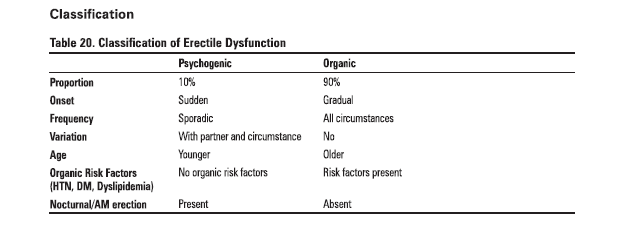 Classification
Table 20. Classification of Erectile Dysfunction
Psychogenic Organic
Proportion 10% 90%
Onset Sudden Gradual
Frequency Sporadic All circumstances
Variation With partner and circumstance No
Age Younger Older
Organic Risk Factors No organic risk factors Risk factors present
(HTN, DM, Dyslipidemia)
Nocturnal/AM erection Present Absent